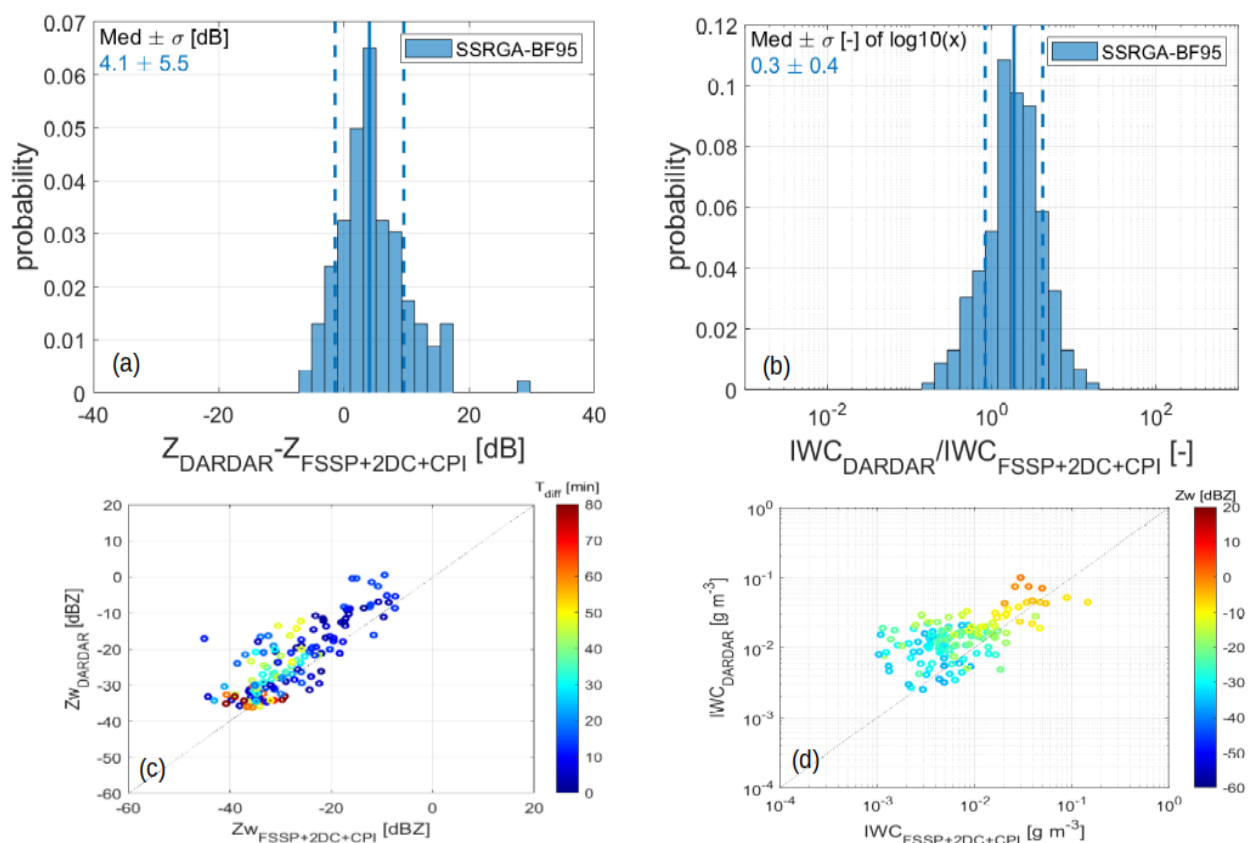 Med ± σ [dB]
4.1 ± 5.5
SSRGA-BF95
0.07
0.06
0.05
0.04
0.03
0.02
0.01
0
probability
(a)
-40 -20 0 20 40
Z_DARDAR-Z_FSSP+2DC+CPI [dB]
Med ± σ [-] of log10(x)
0.3 ± 0.4
SSRGA-BF95
0.12
0.1
0.08
0.06
0.04
0.02
0
probability
(b)
10^-2 10^0 10^2
IWC_DARDAR/IWC_FSSP+2DC+CPI [-]
T_diff [min]
20
10
0
-10
-20
-30
-40
-50
-60
Zw_DARDAR [dBZ]
(c)
-60 -40 -20 0 20
Zw_FSSP+2DC+CPI [dBZ]
80
70
60
50
40
30
20
10
0
Zw [dBZ]
10^0
10^-1
10^-2
10^-3
10^-4
IWC_DARDAR [g m^-3]
(d)
10^-4 10^-3 10^-2 10^-1 10^0
IWC_FSSP+2DC+CPI [g m^-3]
20
10
0
-10
-20
-30
-40
-50
-60